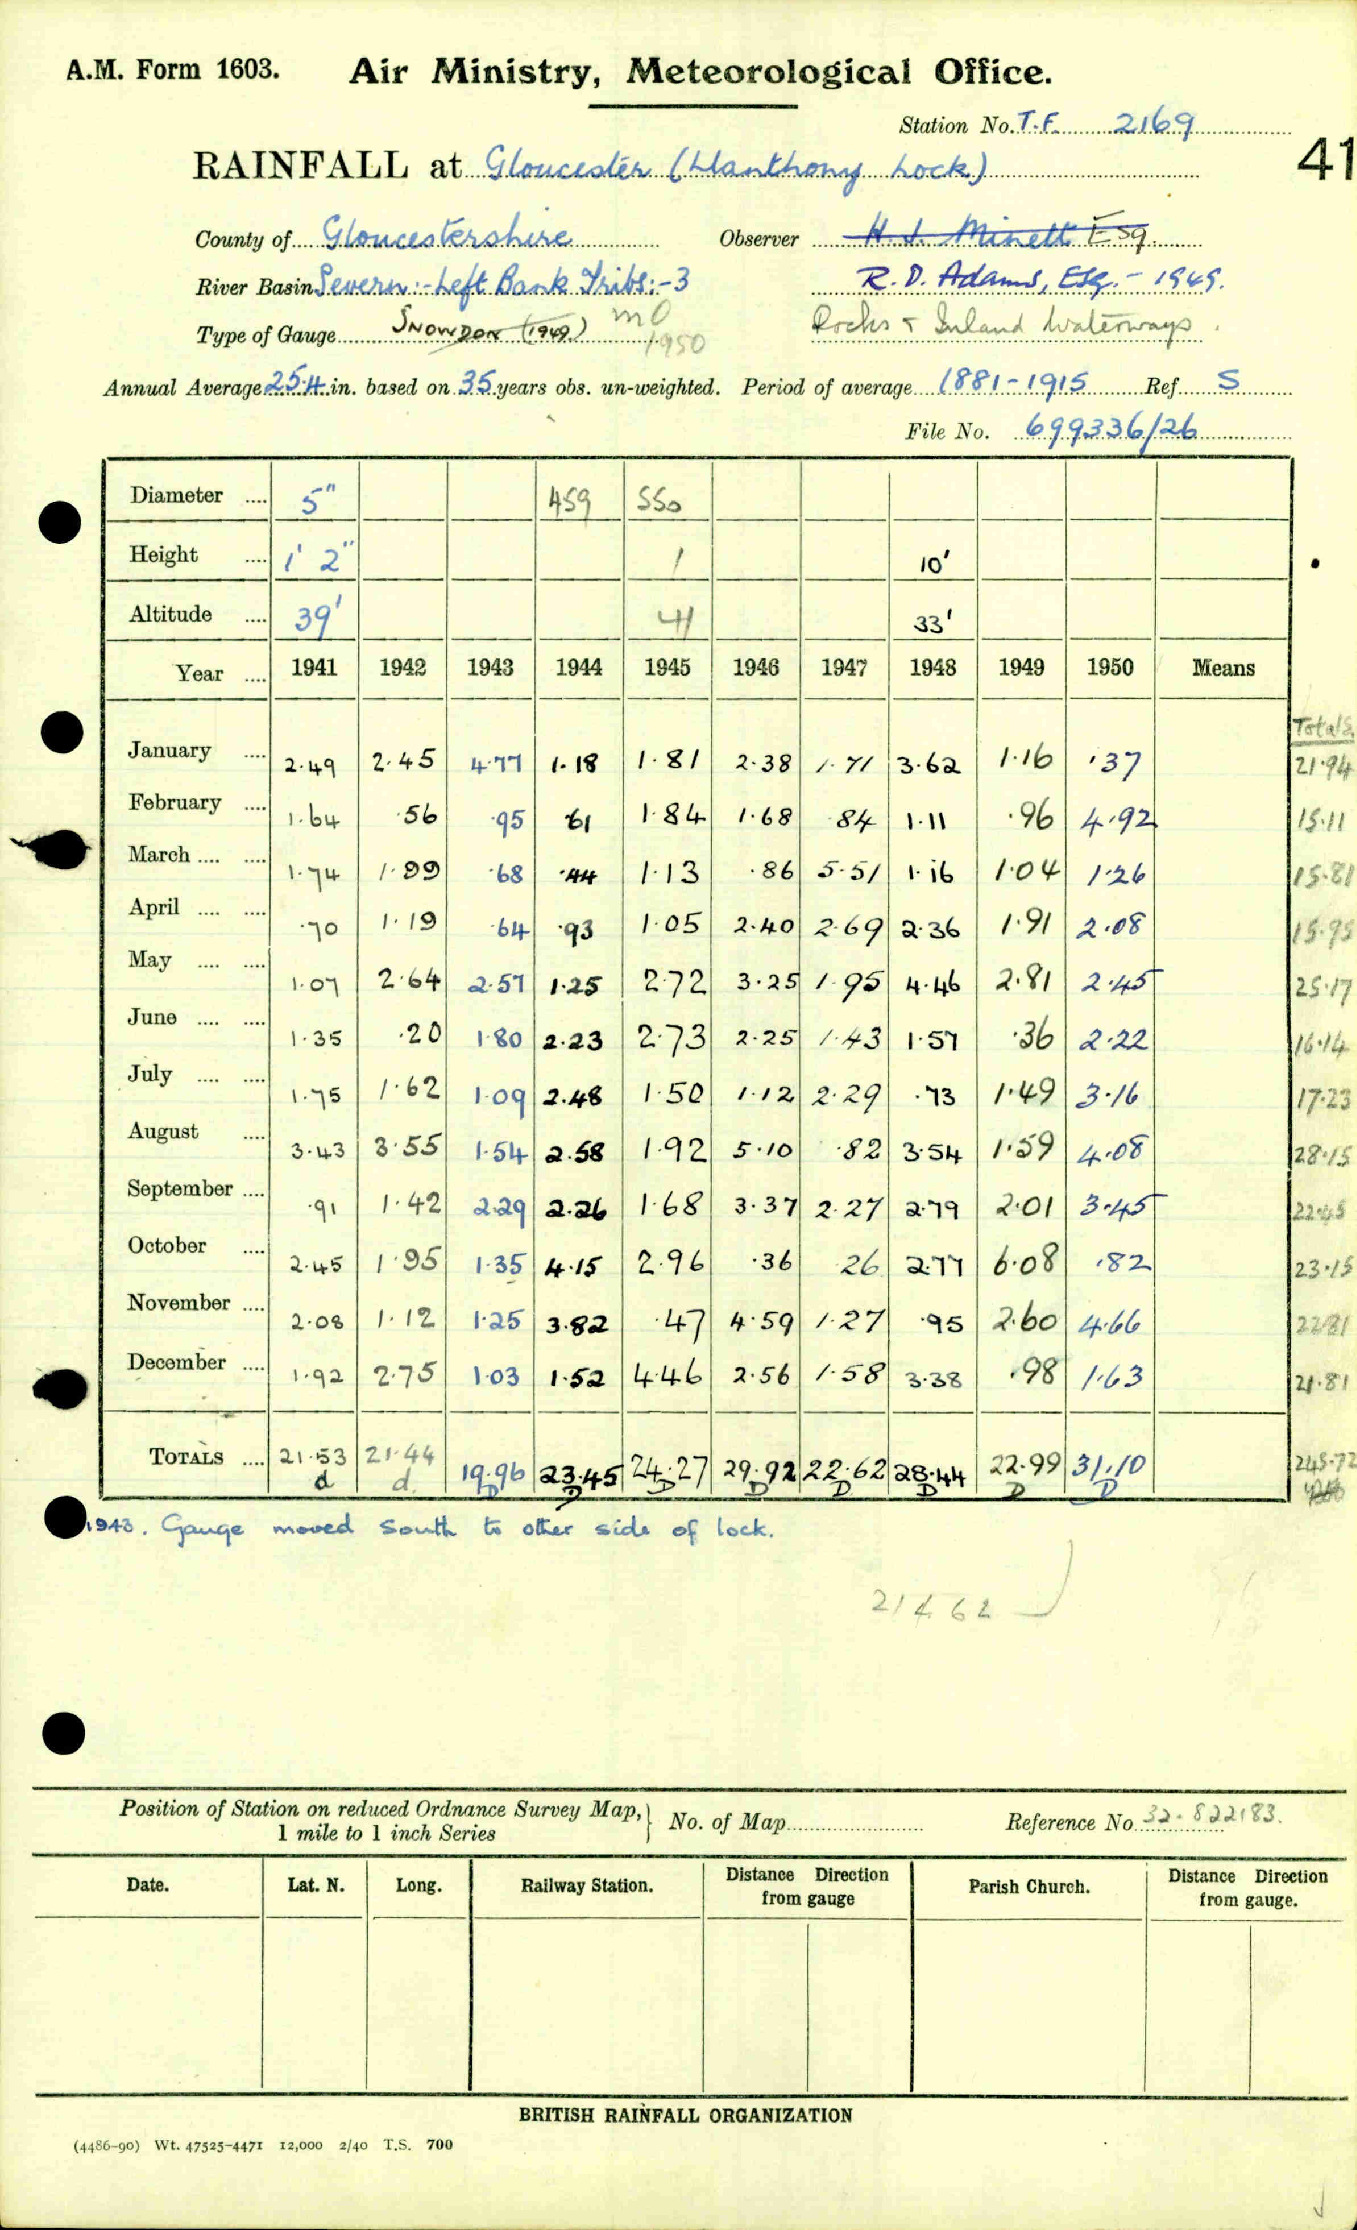 A.M. Form 1603. Air Ministry, Meteorological Office.
Station No. T.F. 2169
41
RAINFALL at Gloucester (Llanthony Lock)
County of Gloucestershire Observer H. J. Minett Esq.
River Basin Severn:- Left Bank Tribs:-3 R. D. Adams, Esq. - 1949.
Type of Gauge SNOWDON (1949) MO 1950 Docks & Inland Waterways.
Annual Average 25.4 in. based on 35 years obs. un-weighted. Period of average 1881-1915 Ref. S
File No. 699336/26
Diameter .... 5" 459 SSo
Height .... 1' 2" 1 10'
Altitude .... 39' 41 33'
Year .... 1941 1942 1943 1944 1945 1946 1947 1948 1949 1950 Means
Totals
January .... 2.49 2.45 4.77 1.18 1.81 2.38 1.71 3.62 1.16 .37 21.94
February .... 1.64 .56 .95 .61 1.84 1.68 .84 1.11 .96 4.92 15.11
March .... .... 1.74 1.99 .68 .44 1.13 .86 5.51 1.16 1.04 1.26 15.81
April .... .... .70 1.19 .64 .93 1.05 2.40 2.69 2.36 1.91 2.08 15.95
May .... .... 1.07 2.64 2.57 1.25 2.72 3.25 1.95 4.46 2.81 2.45 25.17
June .... .... 1.35 .20 1.80 2.23 2.73 2.25 1.43 1.57 .36 2.22 16.14
July .... .... 1.75 1.62 1.09 2.48 1.50 1.12 2.29 .73 1.49 3.16 17.23
August .... 3.43 3.55 1.54 2.58 1.92 5.10 .82 3.54 1.59 4.08 28.15
September .... .91 1.42 2.29 2.26 1.68 3.37 2.27 2.79 2.01 3.45 22.45
October .... 2.45 1.95 1.35 4.15 2.96 .36 26 2.77 6.08 .82 23.15
November .... 2.08 1.12 1.25 3.82 .47 4.59 1.27 .95 2.60 4.66 22.81
December .... 1.92 2.75 1.03 1.52 4.46 2.56 1.58 3.38 .98 1.63 21.81
TOTALS .... 21.53 21.44 19.96 23.45 24.27 29.92 22.62 28.44 22.99 31.10 245.72
d d D D D D D D D D
1943. Gauge moved south to other side of lock.
Position of Station on reduced Ordnance Survey Map, 1 mile to 1 inch Series } No. of Map Reference No. 32.822183.
Date. Lat. N. Long. Railway Station. Distance Direction from gauge Parish Church. Distance Direction from gauge.
BRITISH RAINFALL ORGANIZATION
(4486-90) Wt. 47525-4471 12,000 2/40 T.S. 700